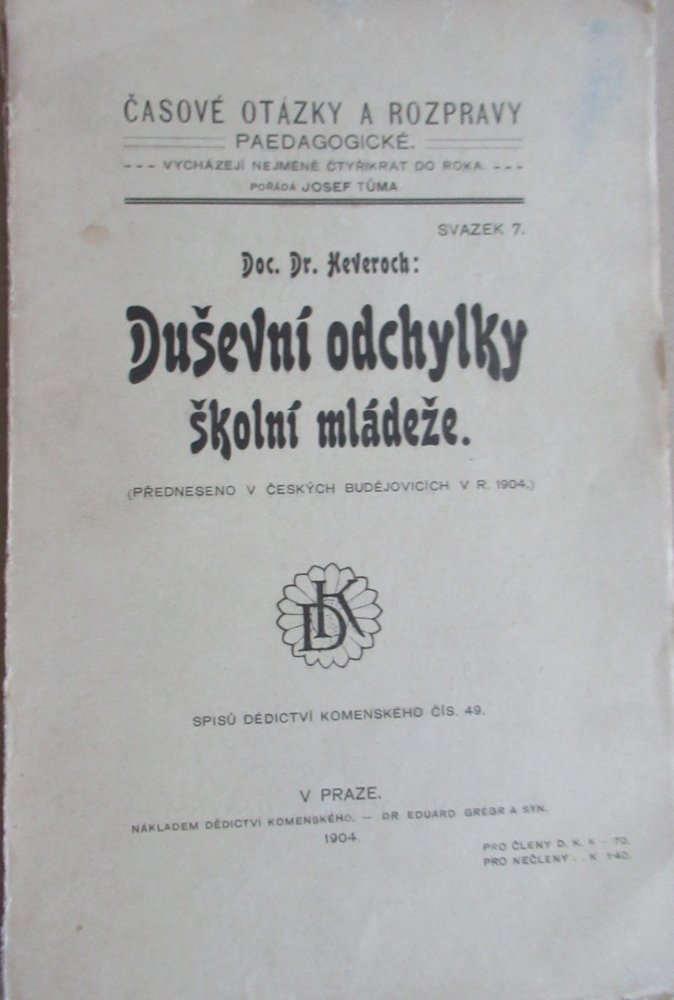 ČASOVÉ OTÁZKY A ROZPRAVY
PAEDAGOGICKÉ.
--- VYCHÁZEJÍ NEJMÉNĚ ČTYŘIKRÁT DO ROKA. ---
POŘÁDÁ JOSEF TŮMA
SVAZEK 7.
Doc. Dr. Heveroch:
Duševní odchylky
školní mládeže.
(PŘEDNESENO V ČESKÝCH BUDĚJOVICÍCH V R. 1904.)
DK
SPISŮ DĚDICTVÍ KOMENSKÉHO ČÍS. 49.
V PRAZE.
NÁKLADEM DĚDICTVÍ KOMENSKÉHO. — DR. EDUARD GRÉGR A SYN.
1904.
PRO ČLENY D. K. K -·70.
PRO NEČLENY . . K 1·40.